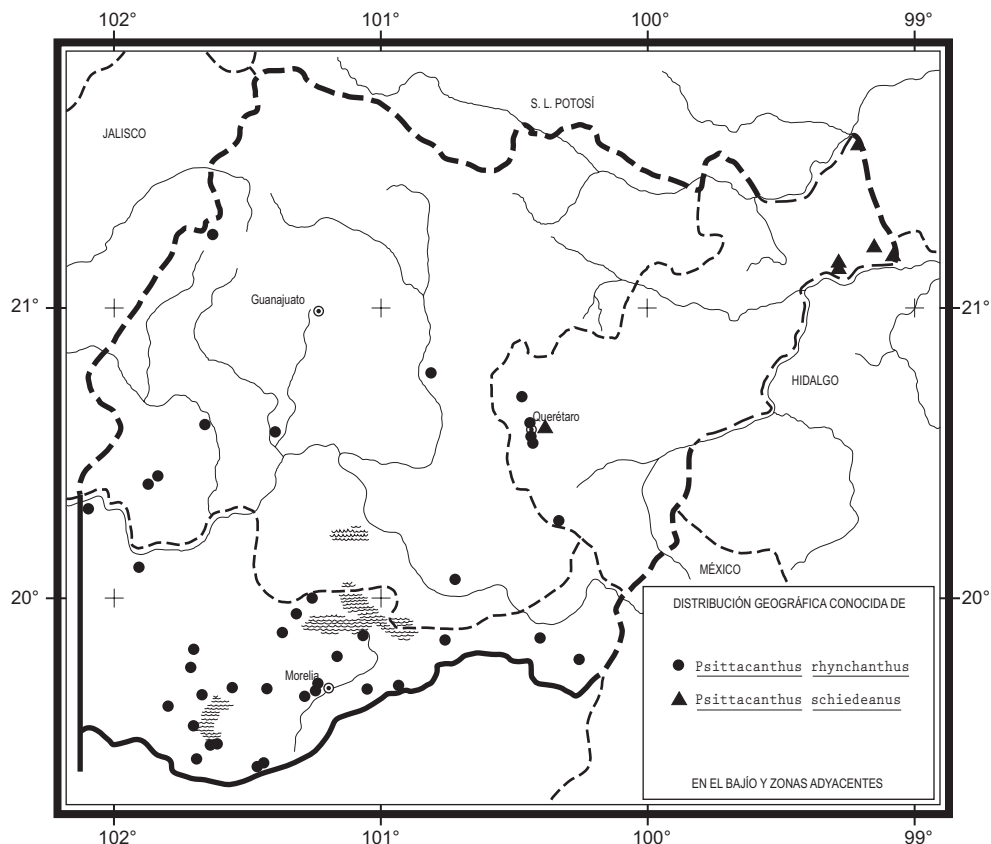 102° 101° 100° 99°
S. L. POTOSÍ
JALISCO
Guanajuato
21° 21°
HIDALGO
Querétaro
MÉXICO
20° 20°
DISTRIBUCIÓN GEOGRÁFICA CONOCIDA DE
Psittacanthus rhynchanthus
Morelia
Psittacanthus schiedeanus
EN EL BAJÍO Y ZONAS ADYACENTES
102° 101° 100° 99°